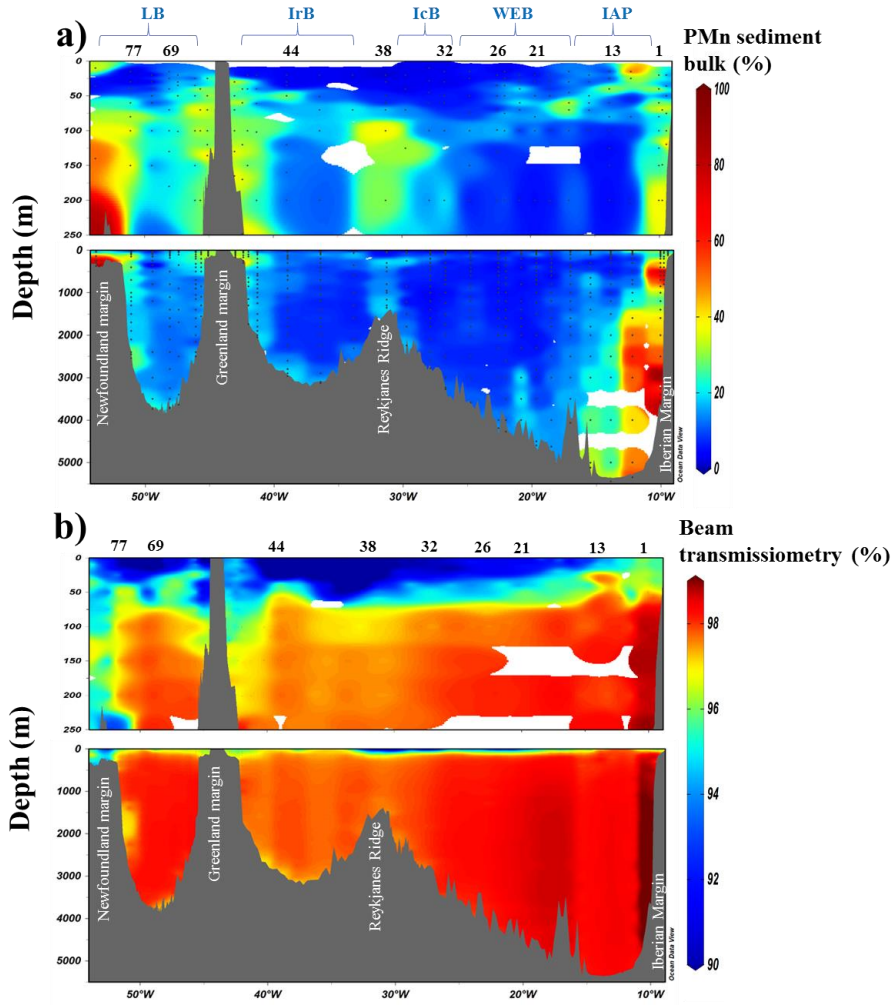 LB IrB IcB WEB IAP
a) 77 69 44 38 32 26 21 13 1
PMn sediment
bulk (%)
0
50
100
150
200
250
0
1000
2000
3000
4000
5000
Depth (m)
Newfoundland margin
Greenland margin
Reykjanes Ridge
Iberian Margin
Ocean Data View
50°W 40°W 30°W 20°W 10°W
100
80
60
40
20
0
b) 77 69 44 38 32 26 21 13 1
Beam
transmissiometry (%)
0
50
100
150
200
250
0
1000
2000
3000
4000
5000
Depth (m)
Newfoundland margin
Greenland margin
Reykjanes Ridge
Iberian Margin
Ocean Data View
50°W 40°W 30°W 20°W 10°W
98
96
94
92
90